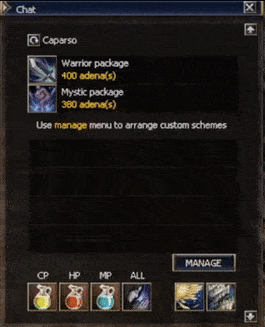 Chat
Caparso
Warrior package
400 adena(s)
Mystic package
380 adena(s)
Use manage menu to arrange custom schemes
MANAGE
CP HP MP ALL